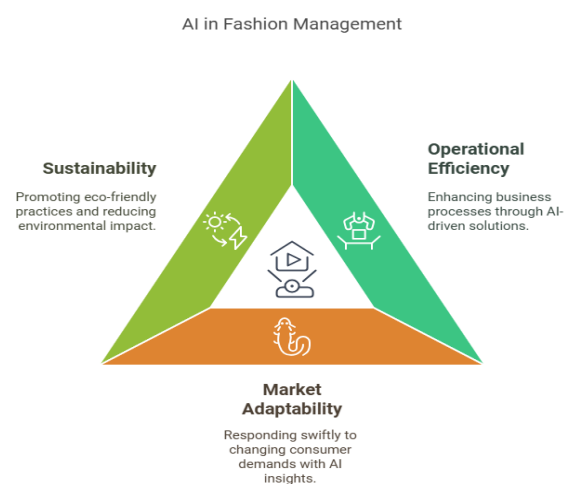 AI in Fashion Management
Sustainability
Promoting eco-friendly
practices and reducing
environmental impact.
Operational
Efficiency
Enhancing business
processes through AI-
driven solutions.
Market
Adaptability
Responding swiftly to
changing consumer
demands with AI
insights.